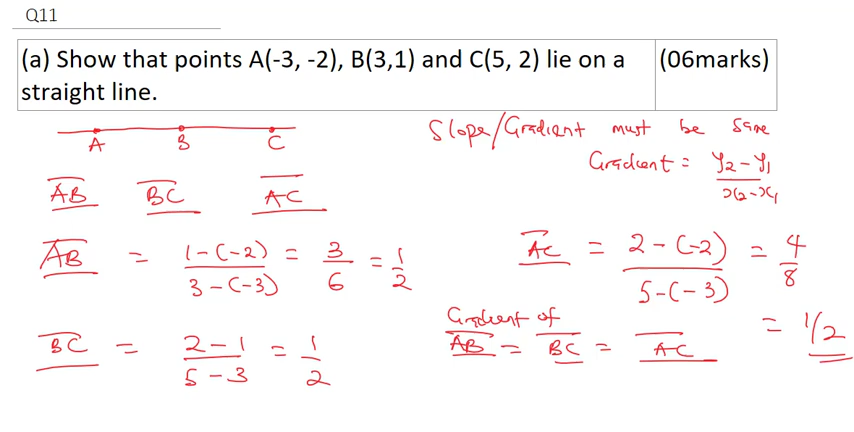 Q11
(a) Show that points A(-3, -2), B(3,1) and C(5, 2) lie on a straight line.
(06marks)
A B C
Slope/Gradient must be same
Gradient = y₂ - y₁ / x₂ - x₁
AB BC AC
AB = 1-(-2) / 3-(-3) = 3/6 = 1/2
AC = 2-(-2) / 5-(-3) = 4/8
= 1/2
BC = 2-1 / 5-3 = 1/2
Gradient of
AB = BC = AC